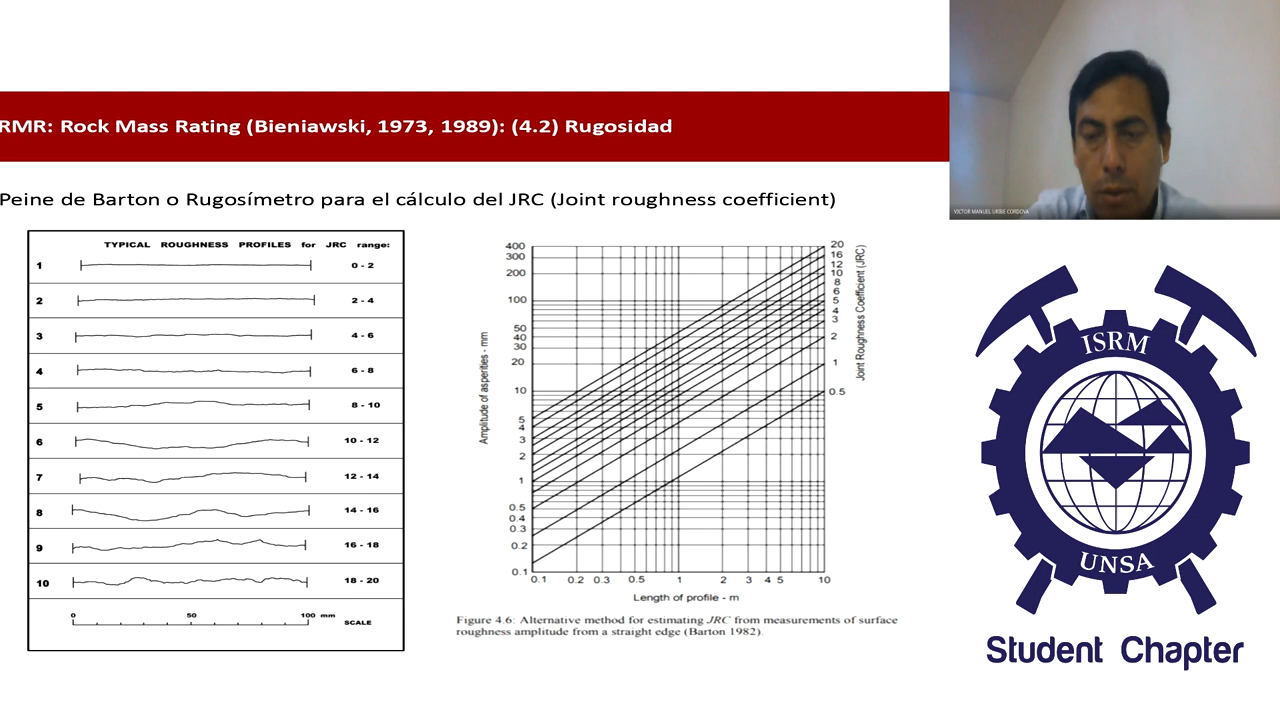 RMR: Rock Mass Rating (Bieniawski, 1973, 1989): (4.2) Rugosidad
VICTOR MANUEL URIBE CORDOVA
Peine de Barton o Rugosímetro para el cálculo del JRC (Joint roughness coefficient)
TYPICAL ROUGHNESS PROFILES for JRC range:
1 0 - 2
2 2 - 4
3 4 - 6
4 6 - 8
5 8 - 10
6 10 - 12
7 12 - 14
8 14 - 16
9 16 - 18
10 18 - 20
0 50 100 mm
SCALE
Amplitude of asperities - mm
400
300
200
100
50
40
30
20
10
5
4
3
2
1
0.5
0.4
0.3
0.2
0.1
0.1 0.2 0.3 0.5 1 2 3 4 5 10
Length of profile - m
20
16
12
10
8
6
5
4
3
2
1
0.5
Joint Roughness Coefficient (JRC)
Figure 4.6: Alternative method for estimating JRC from measurements of surface
roughness amplitude from a straight edge (Barton 1982).
ISRM
UNSA
Student Chapter